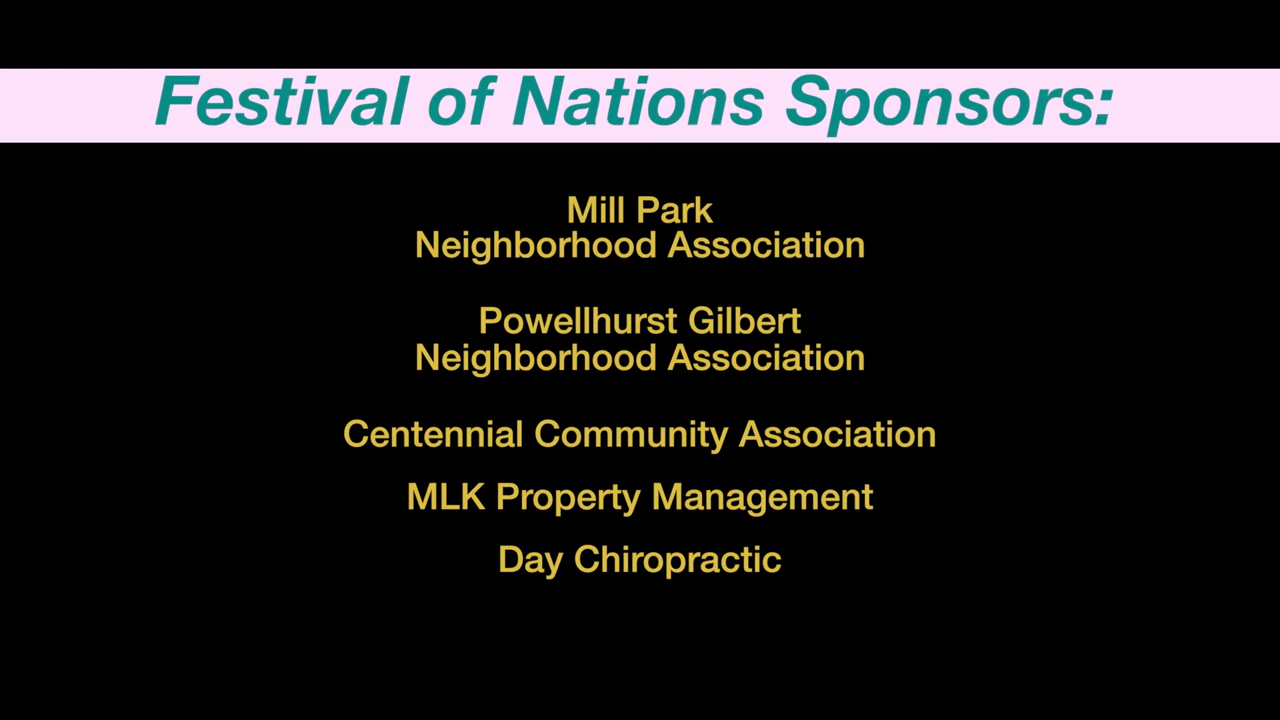 Festival of Nations Sponsors:
Mill Park
Neighborhood Association
Powellhurst Gilbert
Neighborhood Association
Centennial Community Association
MLK Property Management
Day Chiropractic